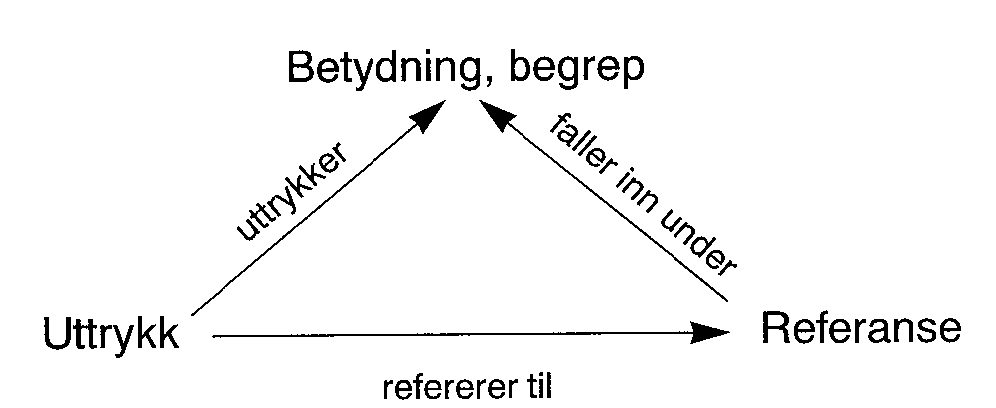 Betydning, begrep
uttrykker
faller inn under
Uttrykk
Referanse
refererer til